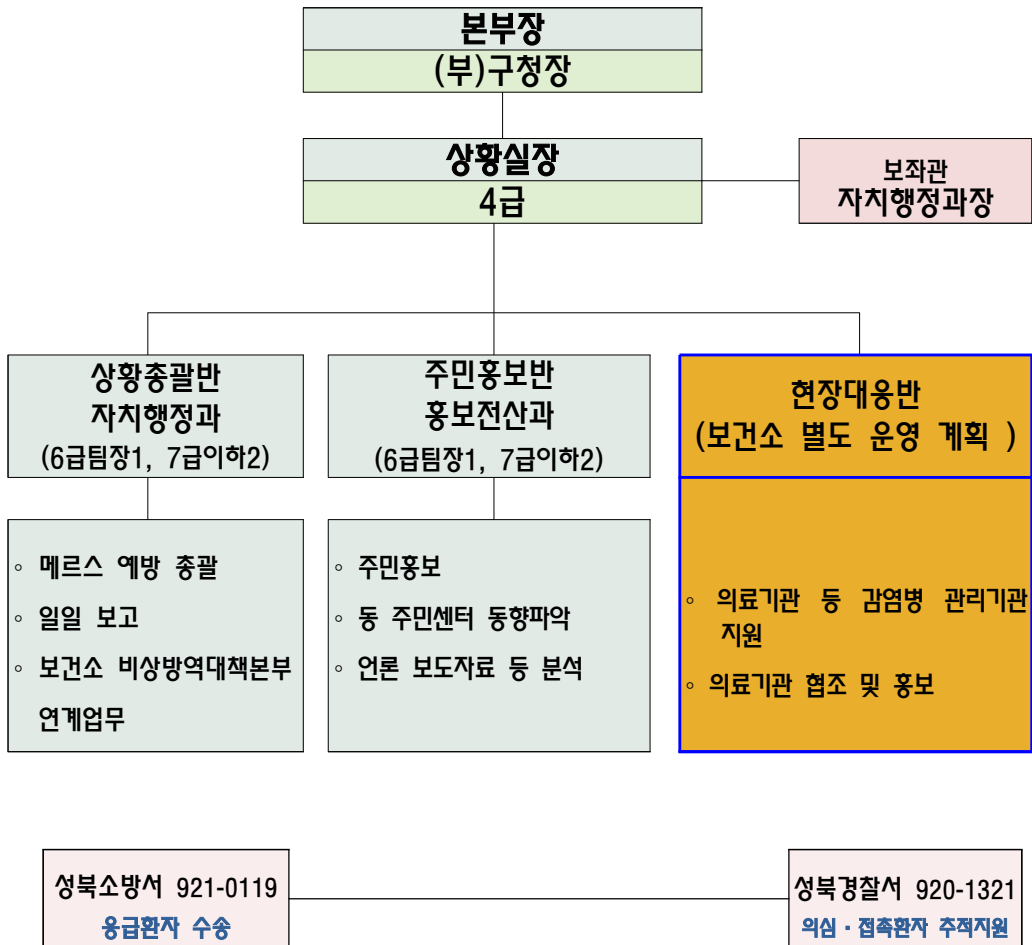 본부장
(부)구청장
상황실장
4급
보좌관
자치행정과장
상황총괄반
자치행정과
(6급팀장1, 7급이하2)
◦ 메르스 예방 총괄
◦ 일일 보고
◦ 보건소 비상방역대책본부
연계업무
주민홍보반
홍보전산과
(6급팀장1, 7급이하2)
◦ 주민홍보
◦ 동 주민센터 동향파악
◦ 언론 보도자료 등 분석
현장대응반
(보건소 별도 운영 계획 )
◦ 의료기관 등 감염병 관리기관
지원
◦ 의료기관 협조 및 홍보
성북소방서 921-0119
응급환자 수송
성북경찰서 920-1321
의심·접촉환자 추적지원